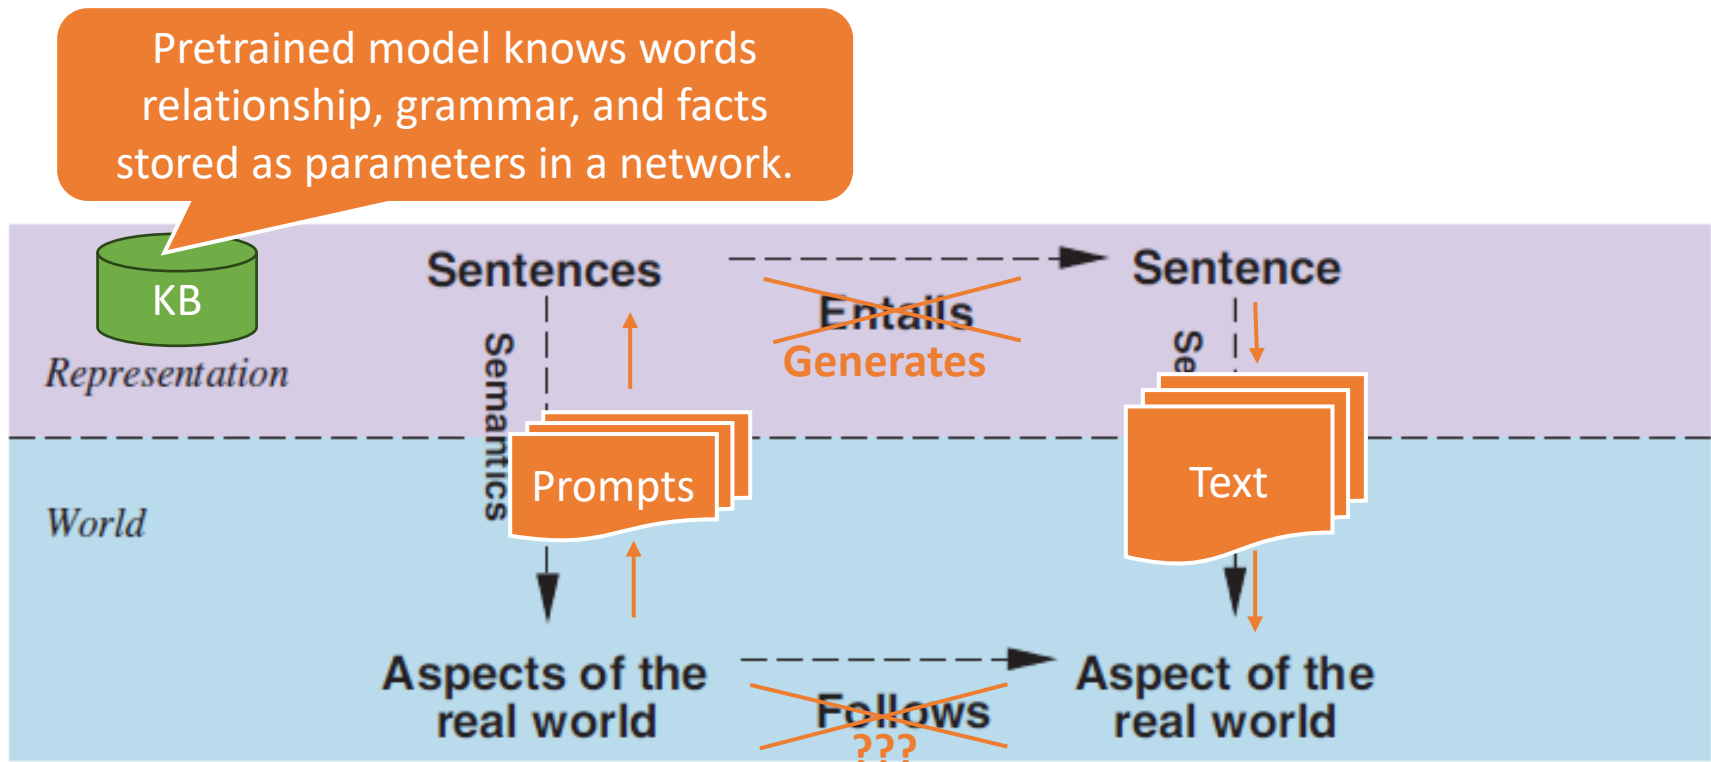 Pretrained model knows words
relationship, grammar, and facts
stored as parameters in a network.
KB
Sentences
Sentence
Entails
Generates
Representation
Semantics
Se
Prompts
Text
World
Aspects of the
real world
Follows
???
Aspect of the
real world